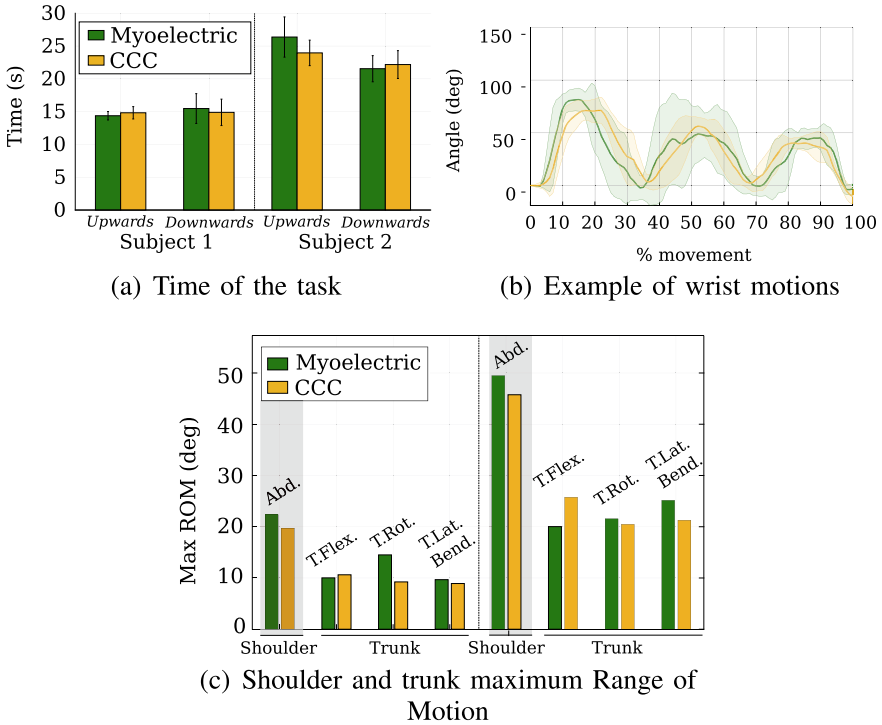 30
25
20
15
10
5
0
Time (s)
Myoelectric
CCC
Upwards Downwards Upwards Downwards
Subject 1 Subject 2
(a) Time of the task
150
100
50
0
Angle (deg)
0 10 20 30 40 50 60 70 80 90 100
% movement
(b) Example of wrist motions
50
40
30
20
10
0
Max ROM (deg)
Myoelectric
CCC
Abd.
T.Flex.
T.Rot.
T.Lat.
Bend.
Abd.
T.Flex.
T.Rot.
T.Lat.
Bend.
Shoulder Trunk Shoulder Trunk
(c) Shoulder and trunk maximum Range of
Motion